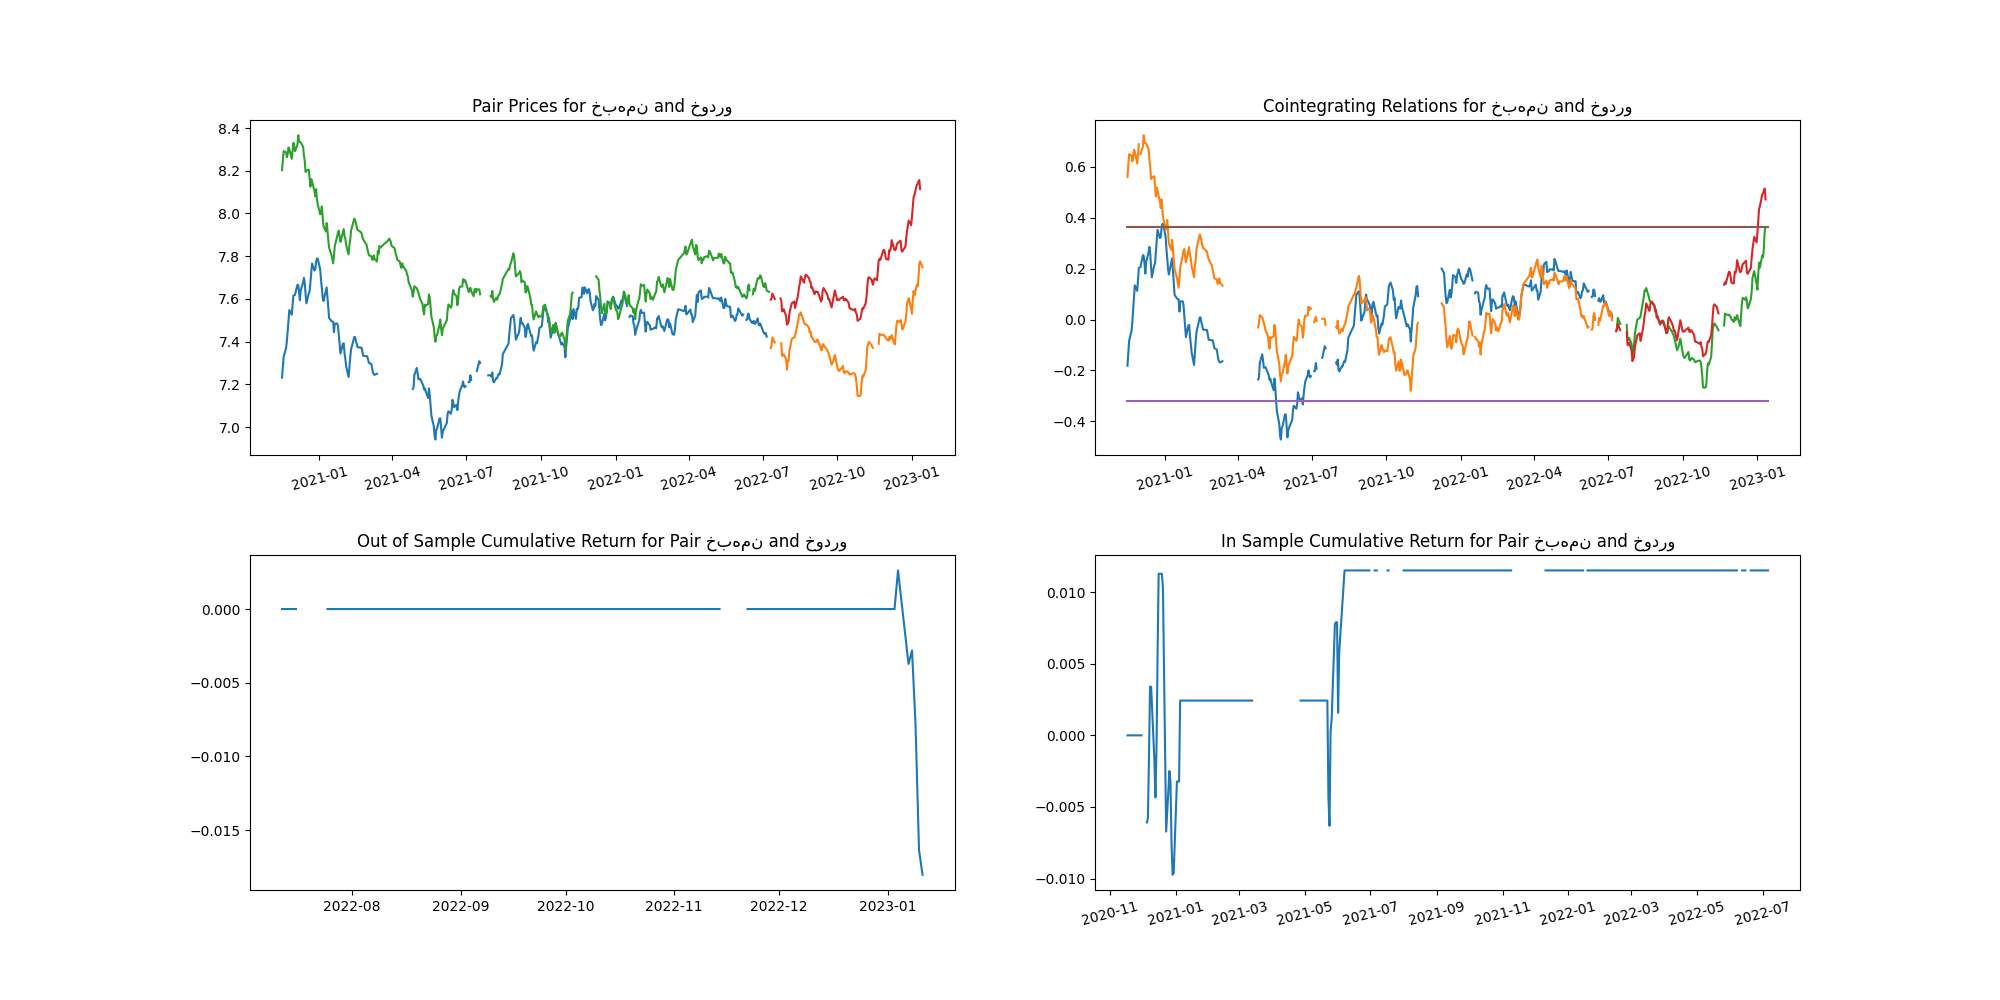 Pair Prices for خبهمن and خودرو
8.4
8.2
8.0
7.8
7.6
7.4
7.2
7.0
2021-01 2021-04 2021-07 2021-10 2022-01 2022-04 2022-07 2022-10 2023-01
Cointegrating Relations for خبهمن and خودرو
0.6
0.4
0.2
0.0
−0.2
−0.4
2021-01 2021-04 2021-07 2021-10 2022-01 2022-04 2022-07 2022-10 2023-01
Out of Sample Cumulative Return for Pair خبهمن and خودرو
0.000
−0.005
−0.010
−0.015
2022-08 2022-09 2022-10 2022-11 2022-12 2023-01
In Sample Cumulative Return for Pair خبهمن and خودرو
0.010
0.005
0.000
−0.005
−0.010
2020-11 2021-01 2021-03 2021-05 2021-07 2021-09 2021-11 2022-01 2022-03 2022-05 2022-07